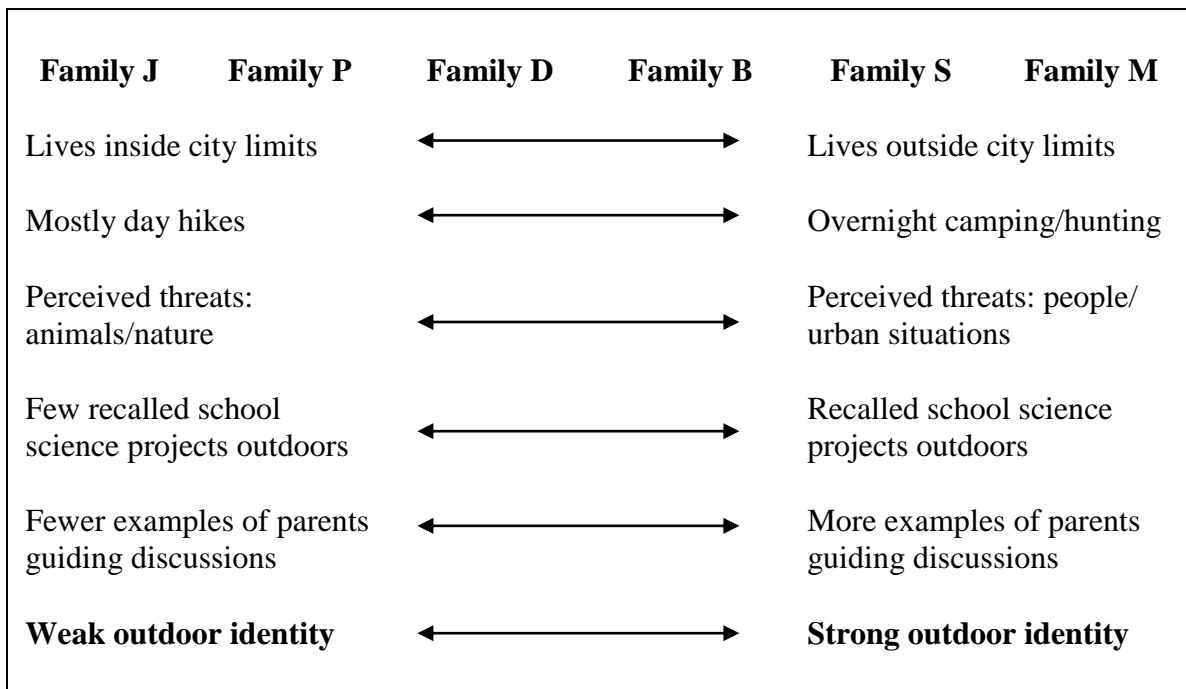 Family J Family P Family D Family B Family S Family M
Lives inside city limits Lives outside city limits
Mostly day hikes Overnight camping/hunting
Perceived threats: Perceived threats: people/
animals/nature urban situations
Few recalled school Recalled school science
science projects outdoors projects outdoors
Fewer examples of parents More examples of parents
guiding discussions guiding discussions
Weak outdoor identity Strong outdoor identity